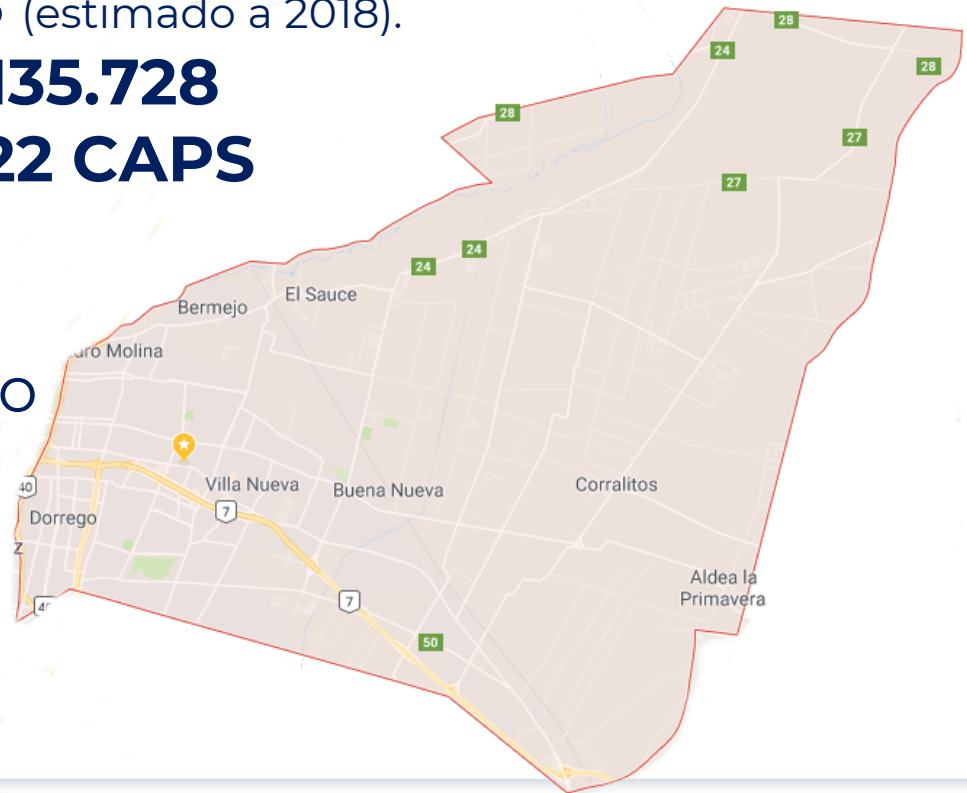 (estimado a 2018).
135.728
22 CAPS
O
28
24
28
28
27
27
24
24
El Sauce
Bermejo
dro Molina
Villa Nueva
Buena Nueva
Corralitos
40
7
Dorrego
Z
Aldea la
Primavera
7
50